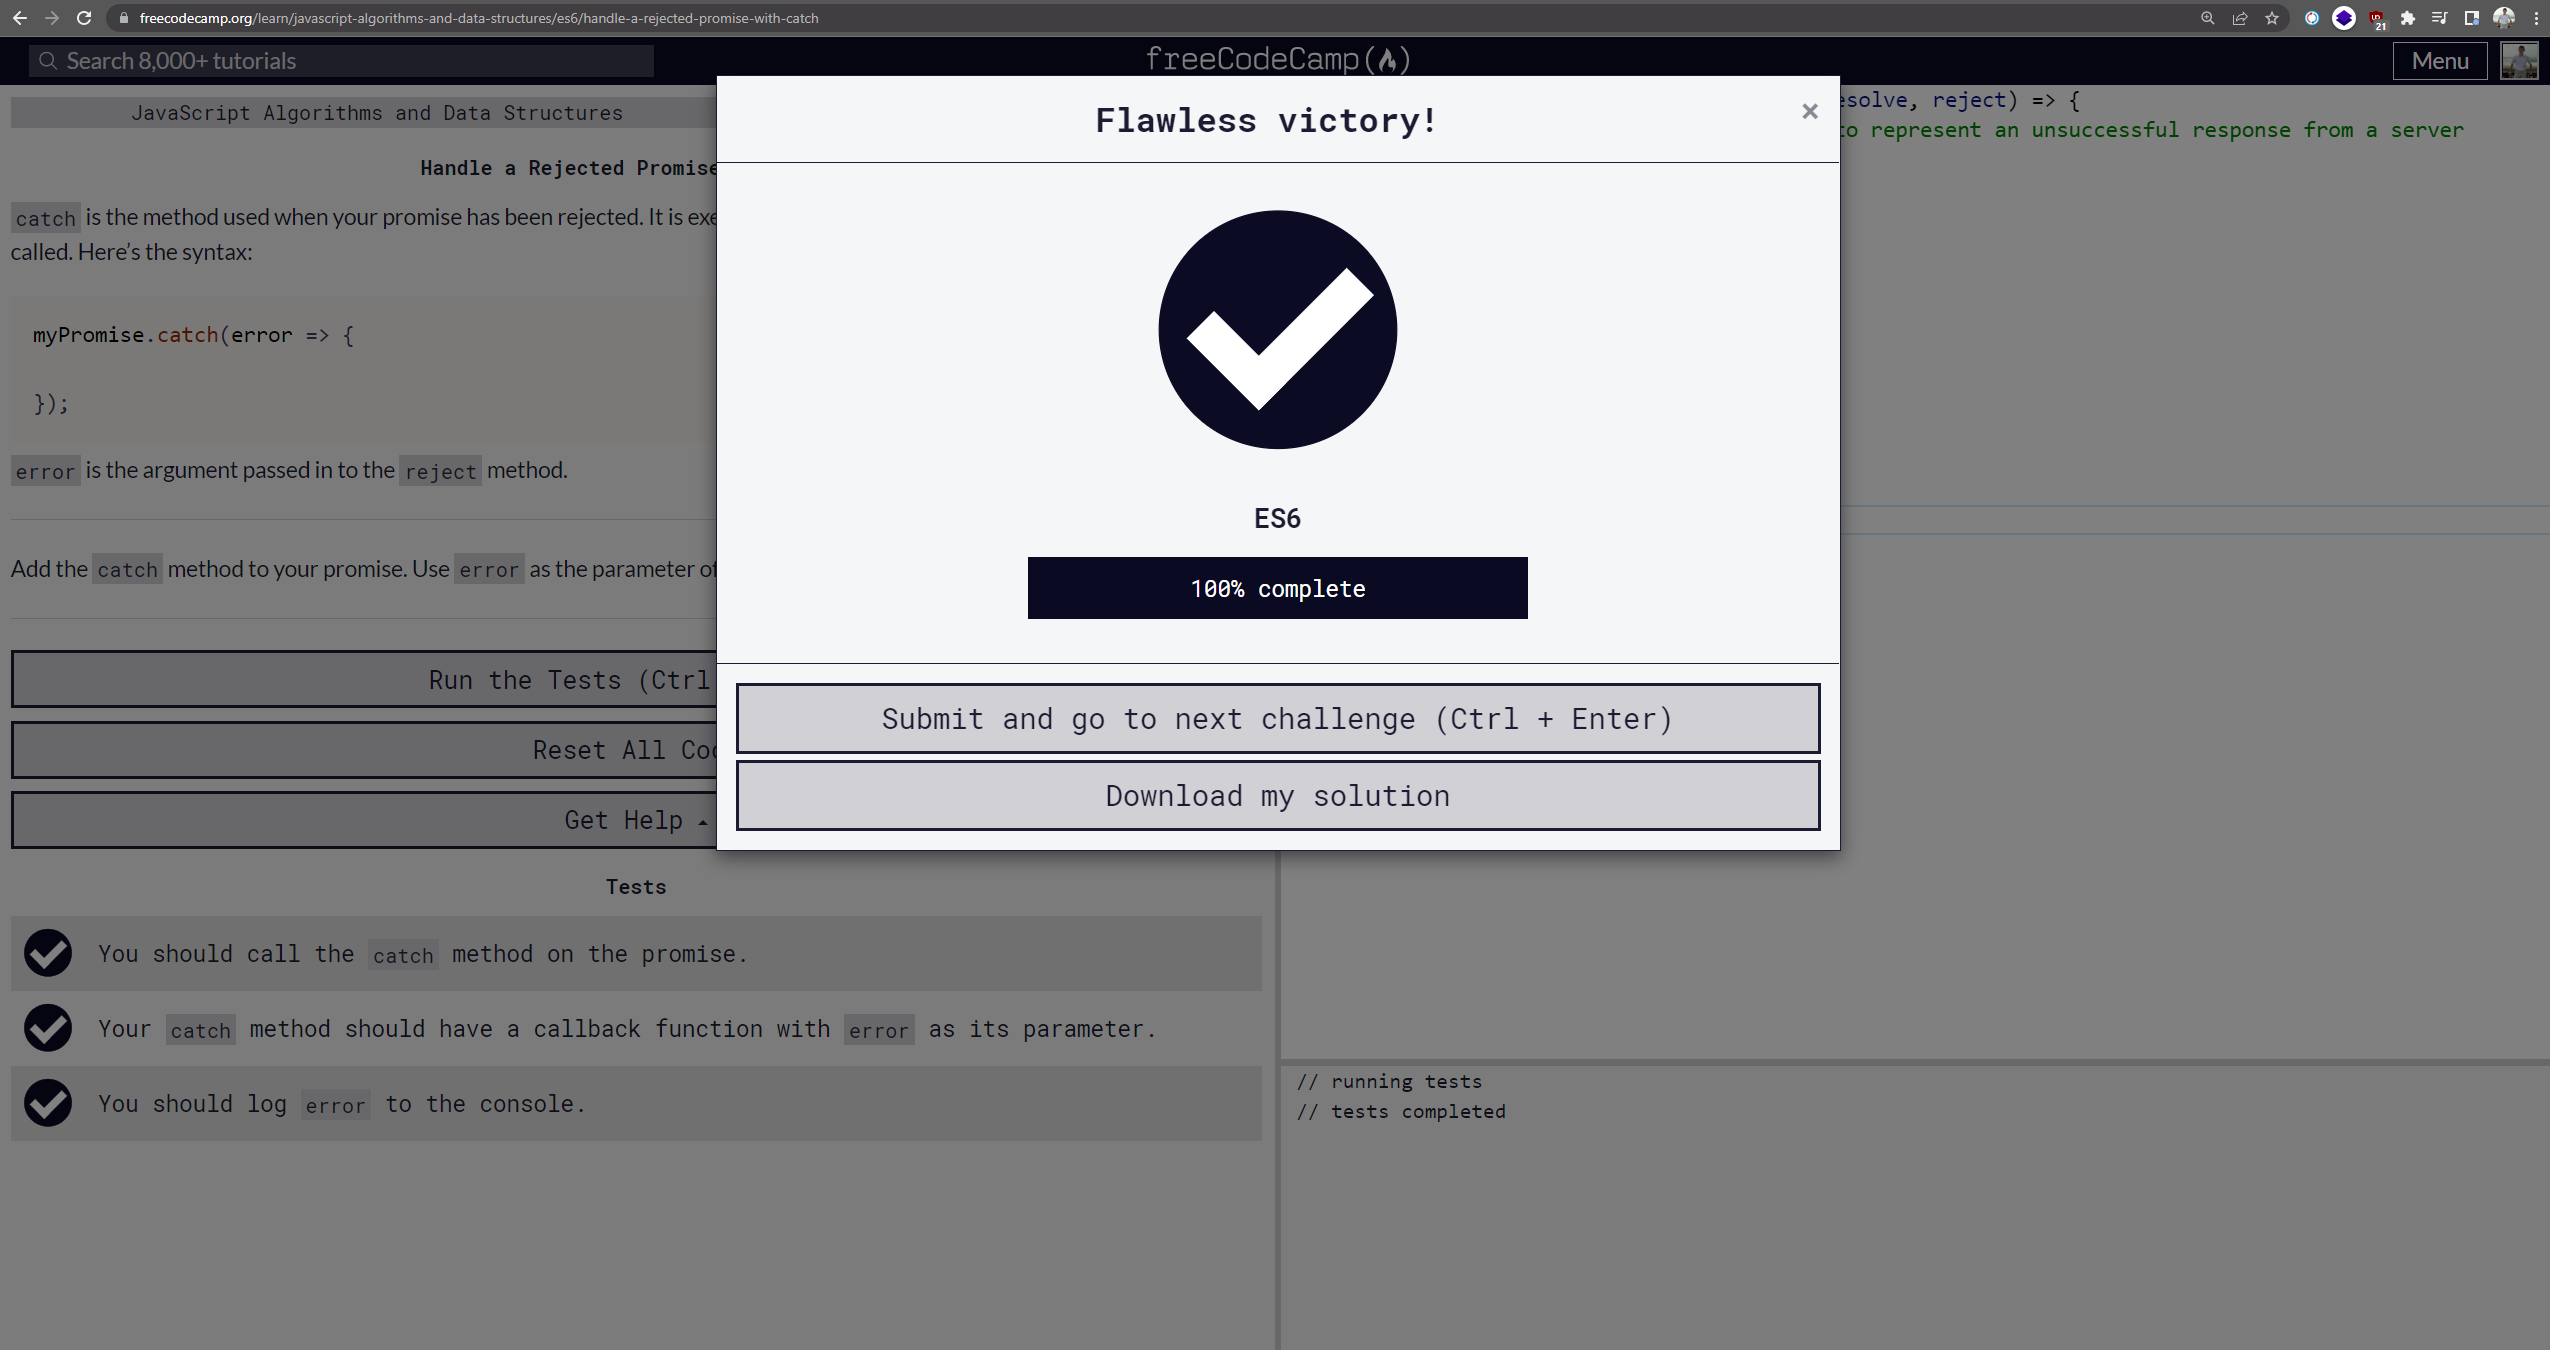 freecodecamp.org/learn/javascript-algorithms-and-data-structures/es6/handle-a-rejected-promise-with-catch
21
Search 8,000+ tutorials
freeCodeCamp(🔥)
Menu
JavaScript Algorithms and Data Structures
Handle a Rejected Promise
catch is the method used when your promise has been rejected. It is exe
called. Here's the syntax:
myPromise.catch(error => {
});
error is the argument passed in to the reject method.
Add the catch method to your promise. Use error as the parameter of
Run the Tests (Ctrl
Reset All Co
Get Help
Tests
You should call the catch method on the promise.
Your catch method should have a callback function with error as its parameter.
You should log error to the console.
Flawless victory!
×
ES6
100% complete
Submit and go to next challenge (Ctrl + Enter)
Download my solution
esolve, reject) => {
to represent an unsuccessful response from a server
// running tests
// tests completed